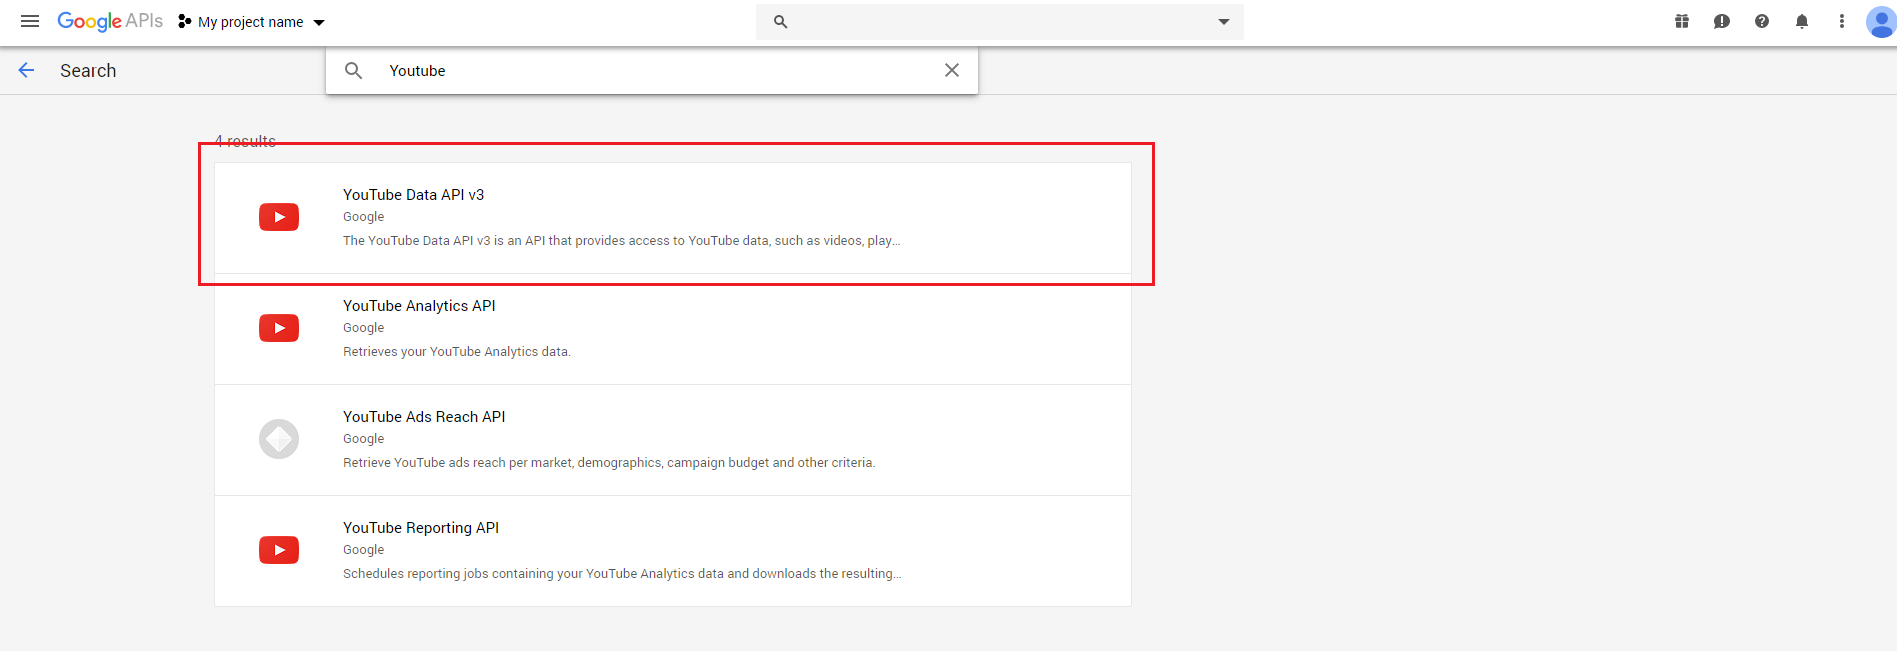 Google APIs My project name
Search
Youtube
4 results
YouTube Data API v3
Google
The YouTube Data API v3 is an API that provides access to YouTube data, such as videos, play...
YouTube Analytics API
Google
Retrieves your YouTube Analytics data.
YouTube Ads Reach API
Google
Retrieve YouTube ads reach per market, demographics, campaign budget and other criteria.
YouTube Reporting API
Google
Schedules reporting jobs containing your YouTube Analytics data and downloads the resulting...